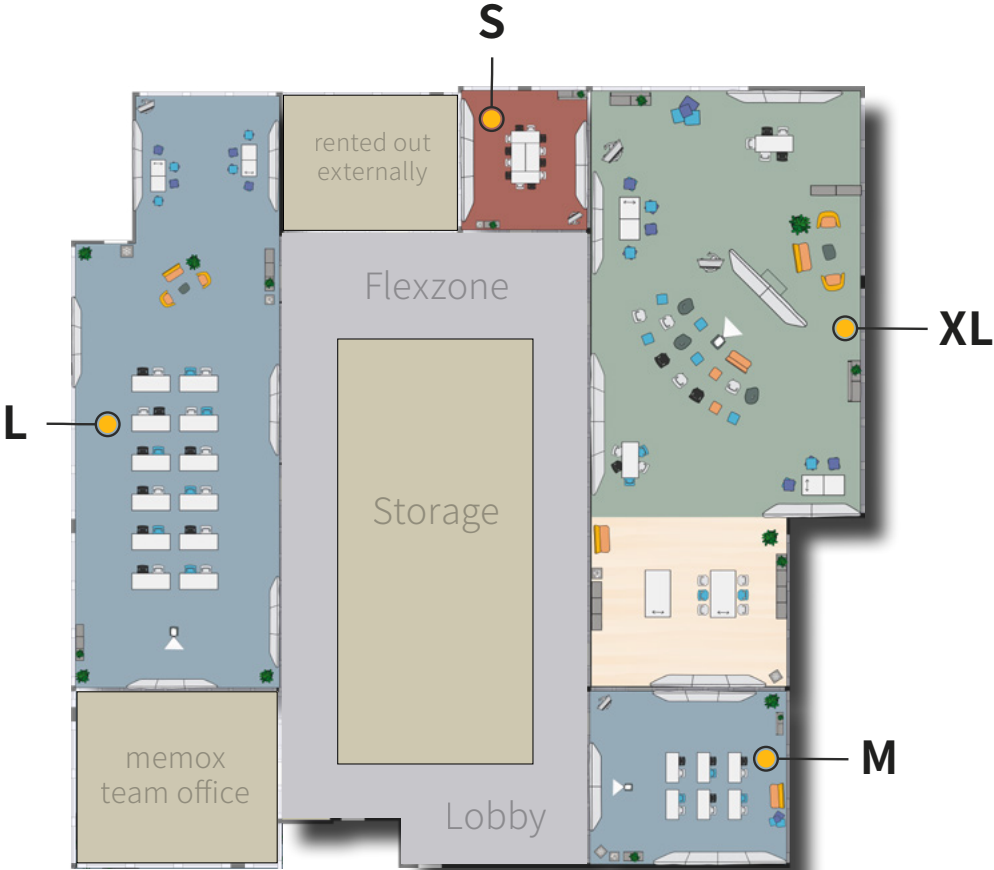 S
rented out
externally
Flexzone
XL
L
Storage
memox
team office
M
Lobby